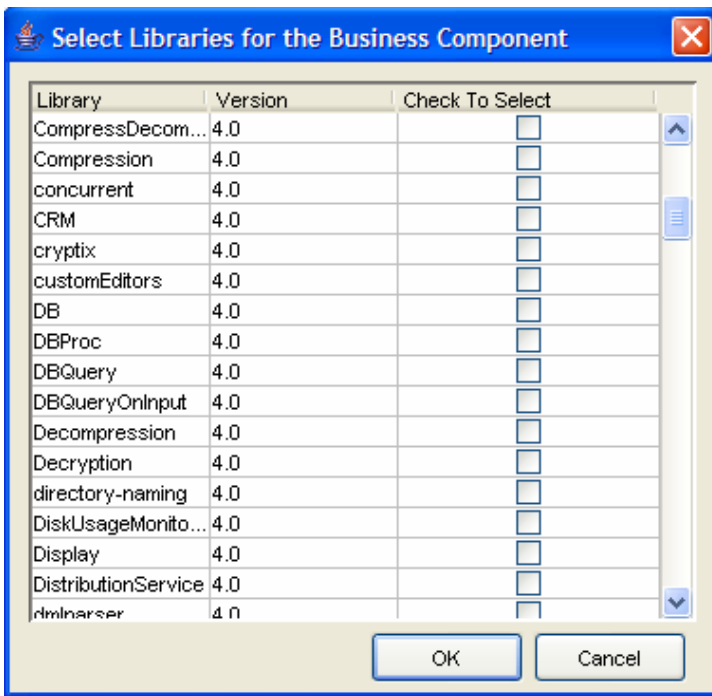 Select Libraries for the Business Component
Library Version Check To Select
CompressDecom... 4.0
Compression 4.0
concurrent 4.0
CRM 4.0
cryptix 4.0
customEditors 4.0
DB 4.0
DBProc 4.0
DBQuery 4.0
DBQueryOnInput 4.0
Decompression 4.0
Decryption 4.0
directory-naming 4.0
DiskUsageMonito... 4.0
Display 4.0
DistributionService 4.0
dmlparser 4.0
OK Cancel